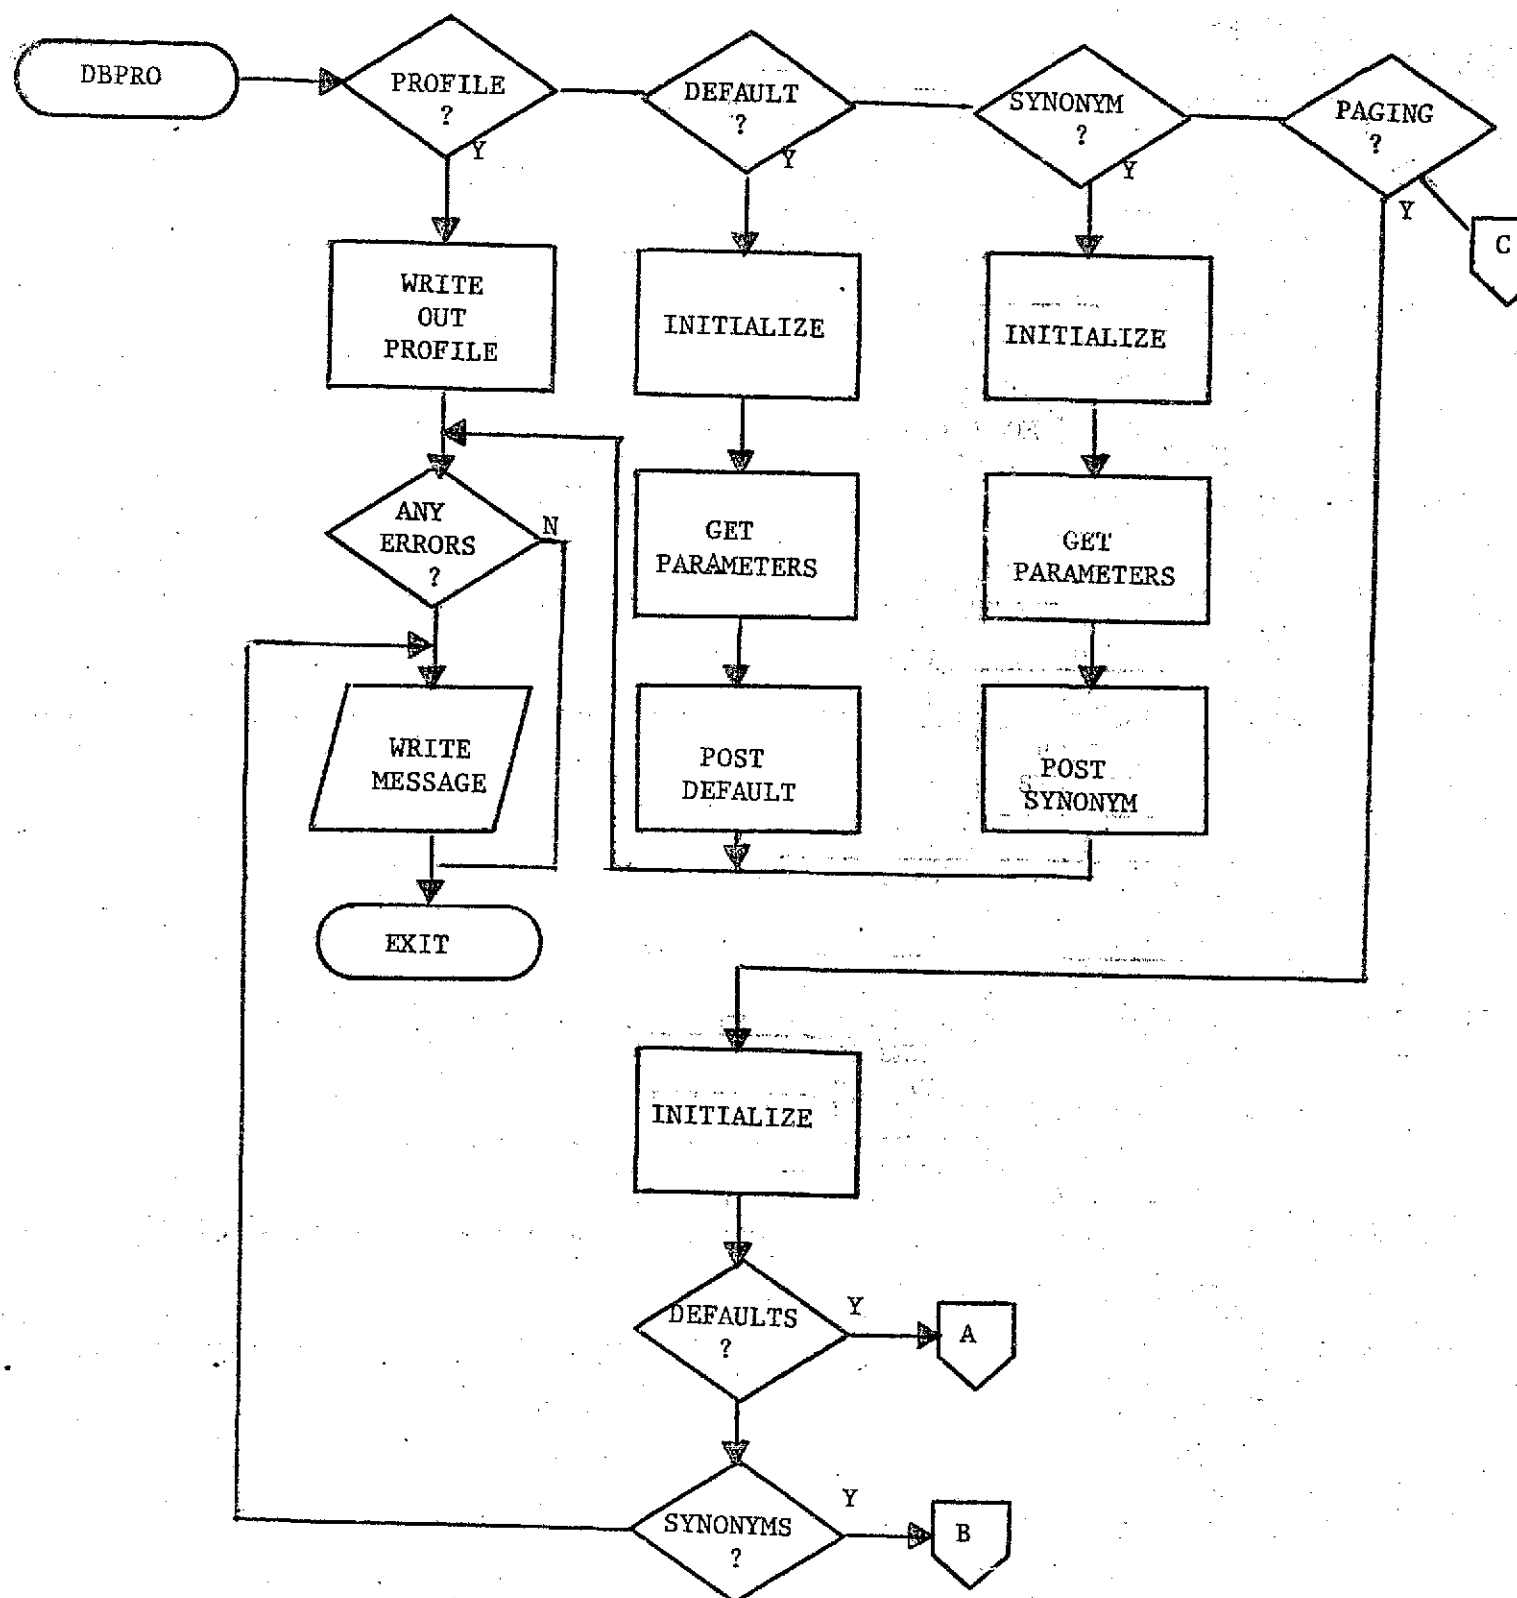 DBPRO
PROFILE
?
Y
DEFAULT
?
Y
SYNONYM
?
Y
PAGING
?
Y
C
WRITE
OUT
PROFILE
INITIALIZE
INITIALIZE
ANY
ERRORS
?
N
GET
PARAMETERS
GET
PARAMETERS
WRITE
MESSAGE
POST
DEFAULT
POST
SYNONYM
EXIT
INITIALIZE
DEFAULTS
?
Y
A
SYNONYMS
?
Y
B